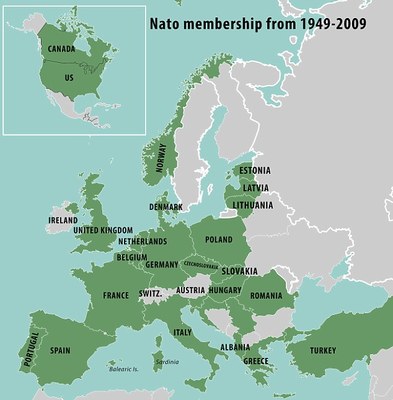 Nato membership from 1949-2009
CANADA
US
NORWAY
ESTONIA
LATVIA
LITHUANIA
DENMARK
IRELAND
UNITED KINGDOM
NETHERLANDS
POLAND
BELGIUM
GERMANY
CZECHOSLOVAKIA
SLOVAKIA
FRANCE
SWITZ.
AUSTRIA
HUNGARY
ROMANIA
ITALY
PORTUGAL
SPAIN
Balearic Is.
Sardinia
ALBANIA
GREECE
TURKEY